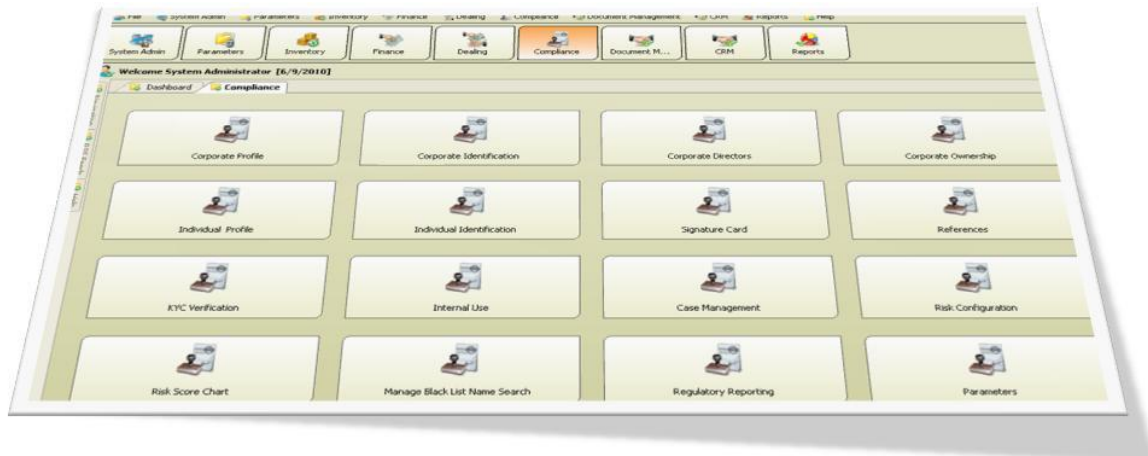 File System Admin Parameters Inventory Finance Dealing Compliance Document Management CRM Reports Help
System Admin Parameters Inventory Finance Dealing Compliance Document M... CRM Reports
Welcome System Administrator [6/9/2010]
Dashboard Compliance
Corporate Profile Corporate Identification Corporate Directors Corporate Ownership
Individual Profile Individual Identification Signature Card References
KYC Verification Internal Use Case Management Risk Configuration
Risk Score Chart Manage Black List Name Search Regulatory Reporting Parameters